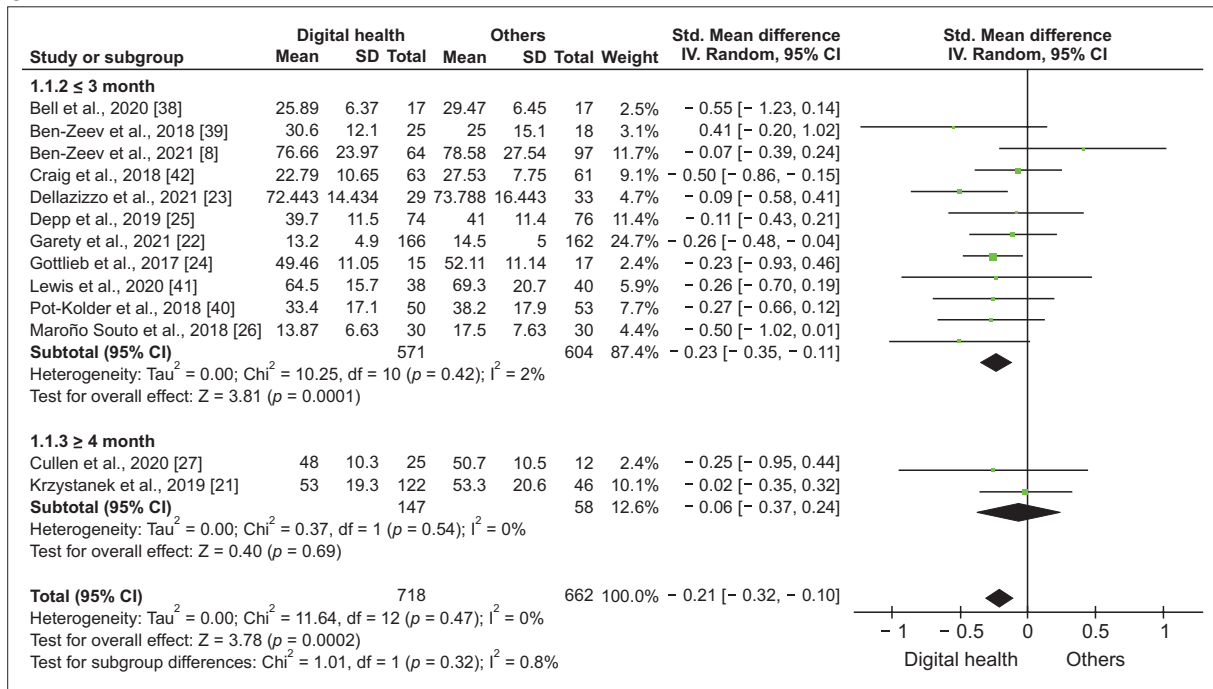 Digital health Others Std. Mean difference Std. Mean difference
Study or subgroup Mean SD Total Mean SD Total Weight IV. Random, 95% CI IV. Random, 95% CI
1.1.2 ≤ 3 month
Bell et al., 2020 [38] 25.89 6.37 17 29.47 6.45 17 2.5% − 0.55 [− 1.23, 0.14]
Ben-Zeev et al., 2018 [39] 30.6 12.1 25 25 15.1 18 3.1% 0.41 [− 0.20, 1.02]
Ben-Zeev et al., 2021 [8] 76.66 23.97 64 78.58 27.54 97 11.7% − 0.07 [− 0.39, 0.24]
Craig et al., 2018 [42] 22.79 10.65 63 27.53 7.75 61 9.1% − 0.50 [− 0.86, − 0.15]
Dellazizzo et al., 2021 [23] 72.443 14.434 29 73.788 16.443 33 4.7% − 0.09 [− 0.58, 0.41]
Depp et al., 2019 [25] 39.7 11.5 74 41 11.4 76 11.4% − 0.11 [− 0.43, 0.21]
Garety et al., 2021 [22] 13.2 4.9 166 14.5 5 162 24.7% − 0.26 [− 0.48, − 0.04]
Gottlieb et al., 2017 [24] 49.46 11.05 15 52.11 11.14 17 2.4% − 0.23 [− 0.93, 0.46]
Lewis et al., 2020 [41] 64.5 15.7 38 69.3 20.7 40 5.9% − 0.26 [− 0.70, 0.19]
Pot-Kolder et al., 2018 [40] 33.4 17.1 50 38.2 17.9 53 7.7% − 0.27 [− 0.66, 0.12]
Maroño Souto et al., 2018 [26] 13.87 6.63 30 17.5 7.63 30 4.4% − 0.50 [− 1.02, 0.01]
Subtotal (95% CI) 571 604 87.4% − 0.23 [− 0.35, − 0.11]
Heterogeneity: Tau² = 0.00; Chi² = 10.25, df = 10 (p = 0.42); I² = 2%
Test for overall effect: Z = 3.81 (p = 0.0001)
1.1.3 ≥ 4 month
Cullen et al., 2020 [27] 48 10.3 25 50.7 10.5 12 2.4% − 0.25 [− 0.95, 0.44]
Krzystanek et al., 2019 [21] 53 19.3 122 53.3 20.6 46 10.1% − 0.02 [− 0.35, 0.32]
Subtotal (95% CI) 147 58 12.6% − 0.06 [− 0.37, 0.24]
Heterogeneity: Tau² = 0.00; Chi² = 0.37, df = 1 (p = 0.54); I² = 0%
Test for overall effect: Z = 0.40 (p = 0.69)
Total (95% CI) 718 662 100.0% − 0.21 [− 0.32, − 0.10]
Heterogeneity: Tau² = 0.00; Chi² = 11.64, df = 12 (p = 0.47); I² = 0%
Test for overall effect: Z = 3.78 (p = 0.0002)
Test for subgroup differences: Chi² = 1.01, df = 1 (p = 0.32); I² = 0.8%
− 1 − 0.5 0 0.5 1
Digital health Others